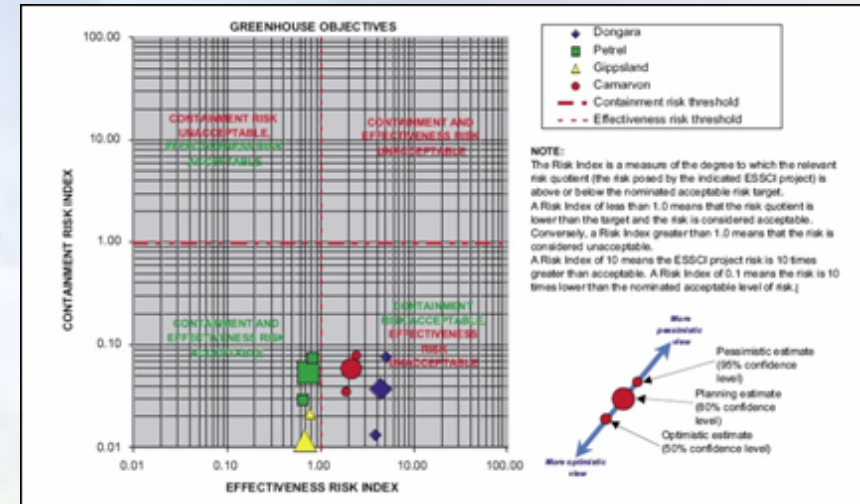 GREENHOUSE OBJECTIVES
100.00
10.00
1.00
0.10
0.01
CONTAINMENT RISK INDEX
CONTAINMENT RISK
UNACCEPTABLE,
EFFECTIVENESS RISK
ACCEPTABLE
CONTAINMENT AND
EFFECTIVENESS RISK
UNACCEPTABLE
CONTAINMENT AND
EFFECTIVENESS RISK
ACCEPTABLE
CONTAINMENT
RISK ACCEPTABLE,
EFFECTIVENESS
RISK
UNACCEPTABLE
0.01
0.10
1.00
10.00
100.00
EFFECTIVENESS RISK INDEX
Dongara
Petrel
Gippsland
Carnarvon
Containment risk threshold
Effectiveness risk threshold
NOTE:
The Risk Index is a measure of the degree to which the relevant
risk quotient (the risk posed by the indicated ESSCI project) is
above or below the nominated acceptable risk target.
A Risk Index of less than 1.0 means that the risk quotient is
lower than the target and the risk is considered acceptable.
Conversely, a Risk Index greater than 1.0 means that the risk is
considered unacceptable.
A Risk Index of 10 means the ESSCI project risk is 10 times
greater than acceptable. A Risk Index of 0.1 means the risk is 10
times lower than the nominated acceptable level of risk.
More
pessimistic
view
Pessimistic estimate
(95% confidence
level)
Planning estimate
(80% confidence
level)
Optimistic estimate
(50% confidence level)
More optimistic
view